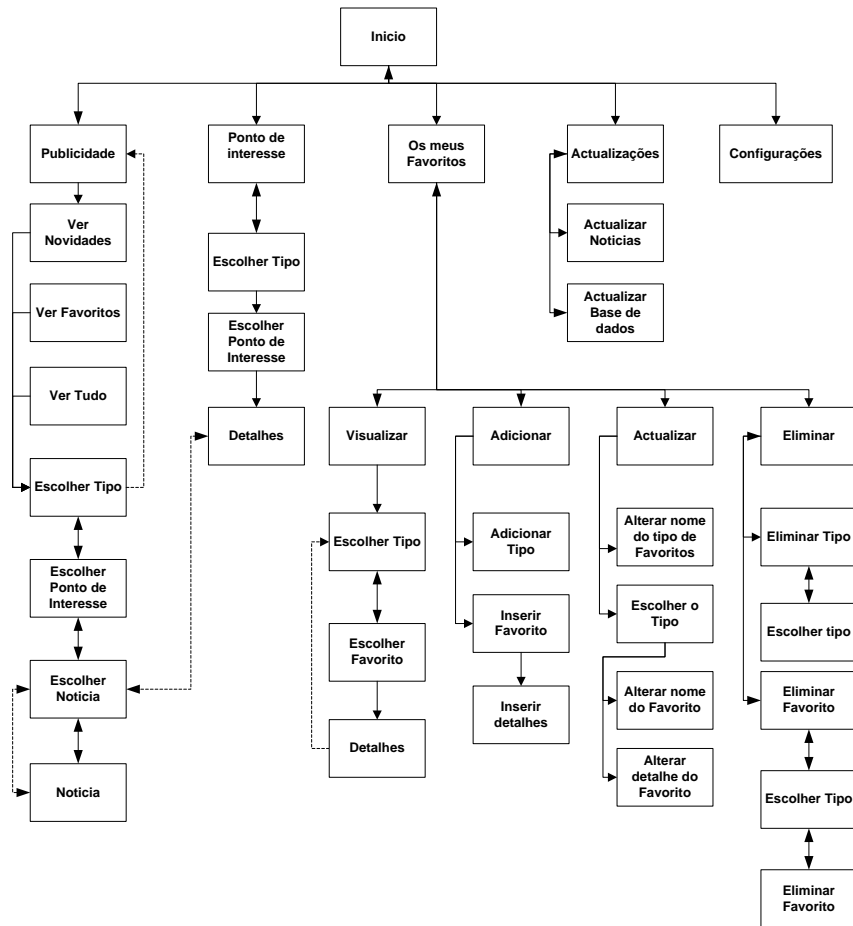 Inicio
Publicidade
Ponto de
interesse
Os meus
Favoritos
Actualizações
Configurações
Ver
Novidades
Ver Favoritos
Ver Tudo
Escolher Tipo
Escolher
Ponto de
Interesse
Escolher
Noticia
Noticia
Escolher Tipo
Escolher
Ponto de
Interesse
Detalhes
Actualizar
Noticias
Actualizar
Base de
dados
Visualizar
Escolher Tipo
Escolher
Favorito
Detalhes
Adicionar
Adicionar
Tipo
Inserir
Favorito
Inserir
detalhes
Actualizar
Alterar nome
do tipo de
Favoritos
Escolher o
Tipo
Alterar nome
do Favorito
Alterar
detalhe do
Favorito
Eliminar
Eliminar Tipo
Escolher tipo
Eliminar
Favorito
Escolher Tipo
Eliminar
Favorito